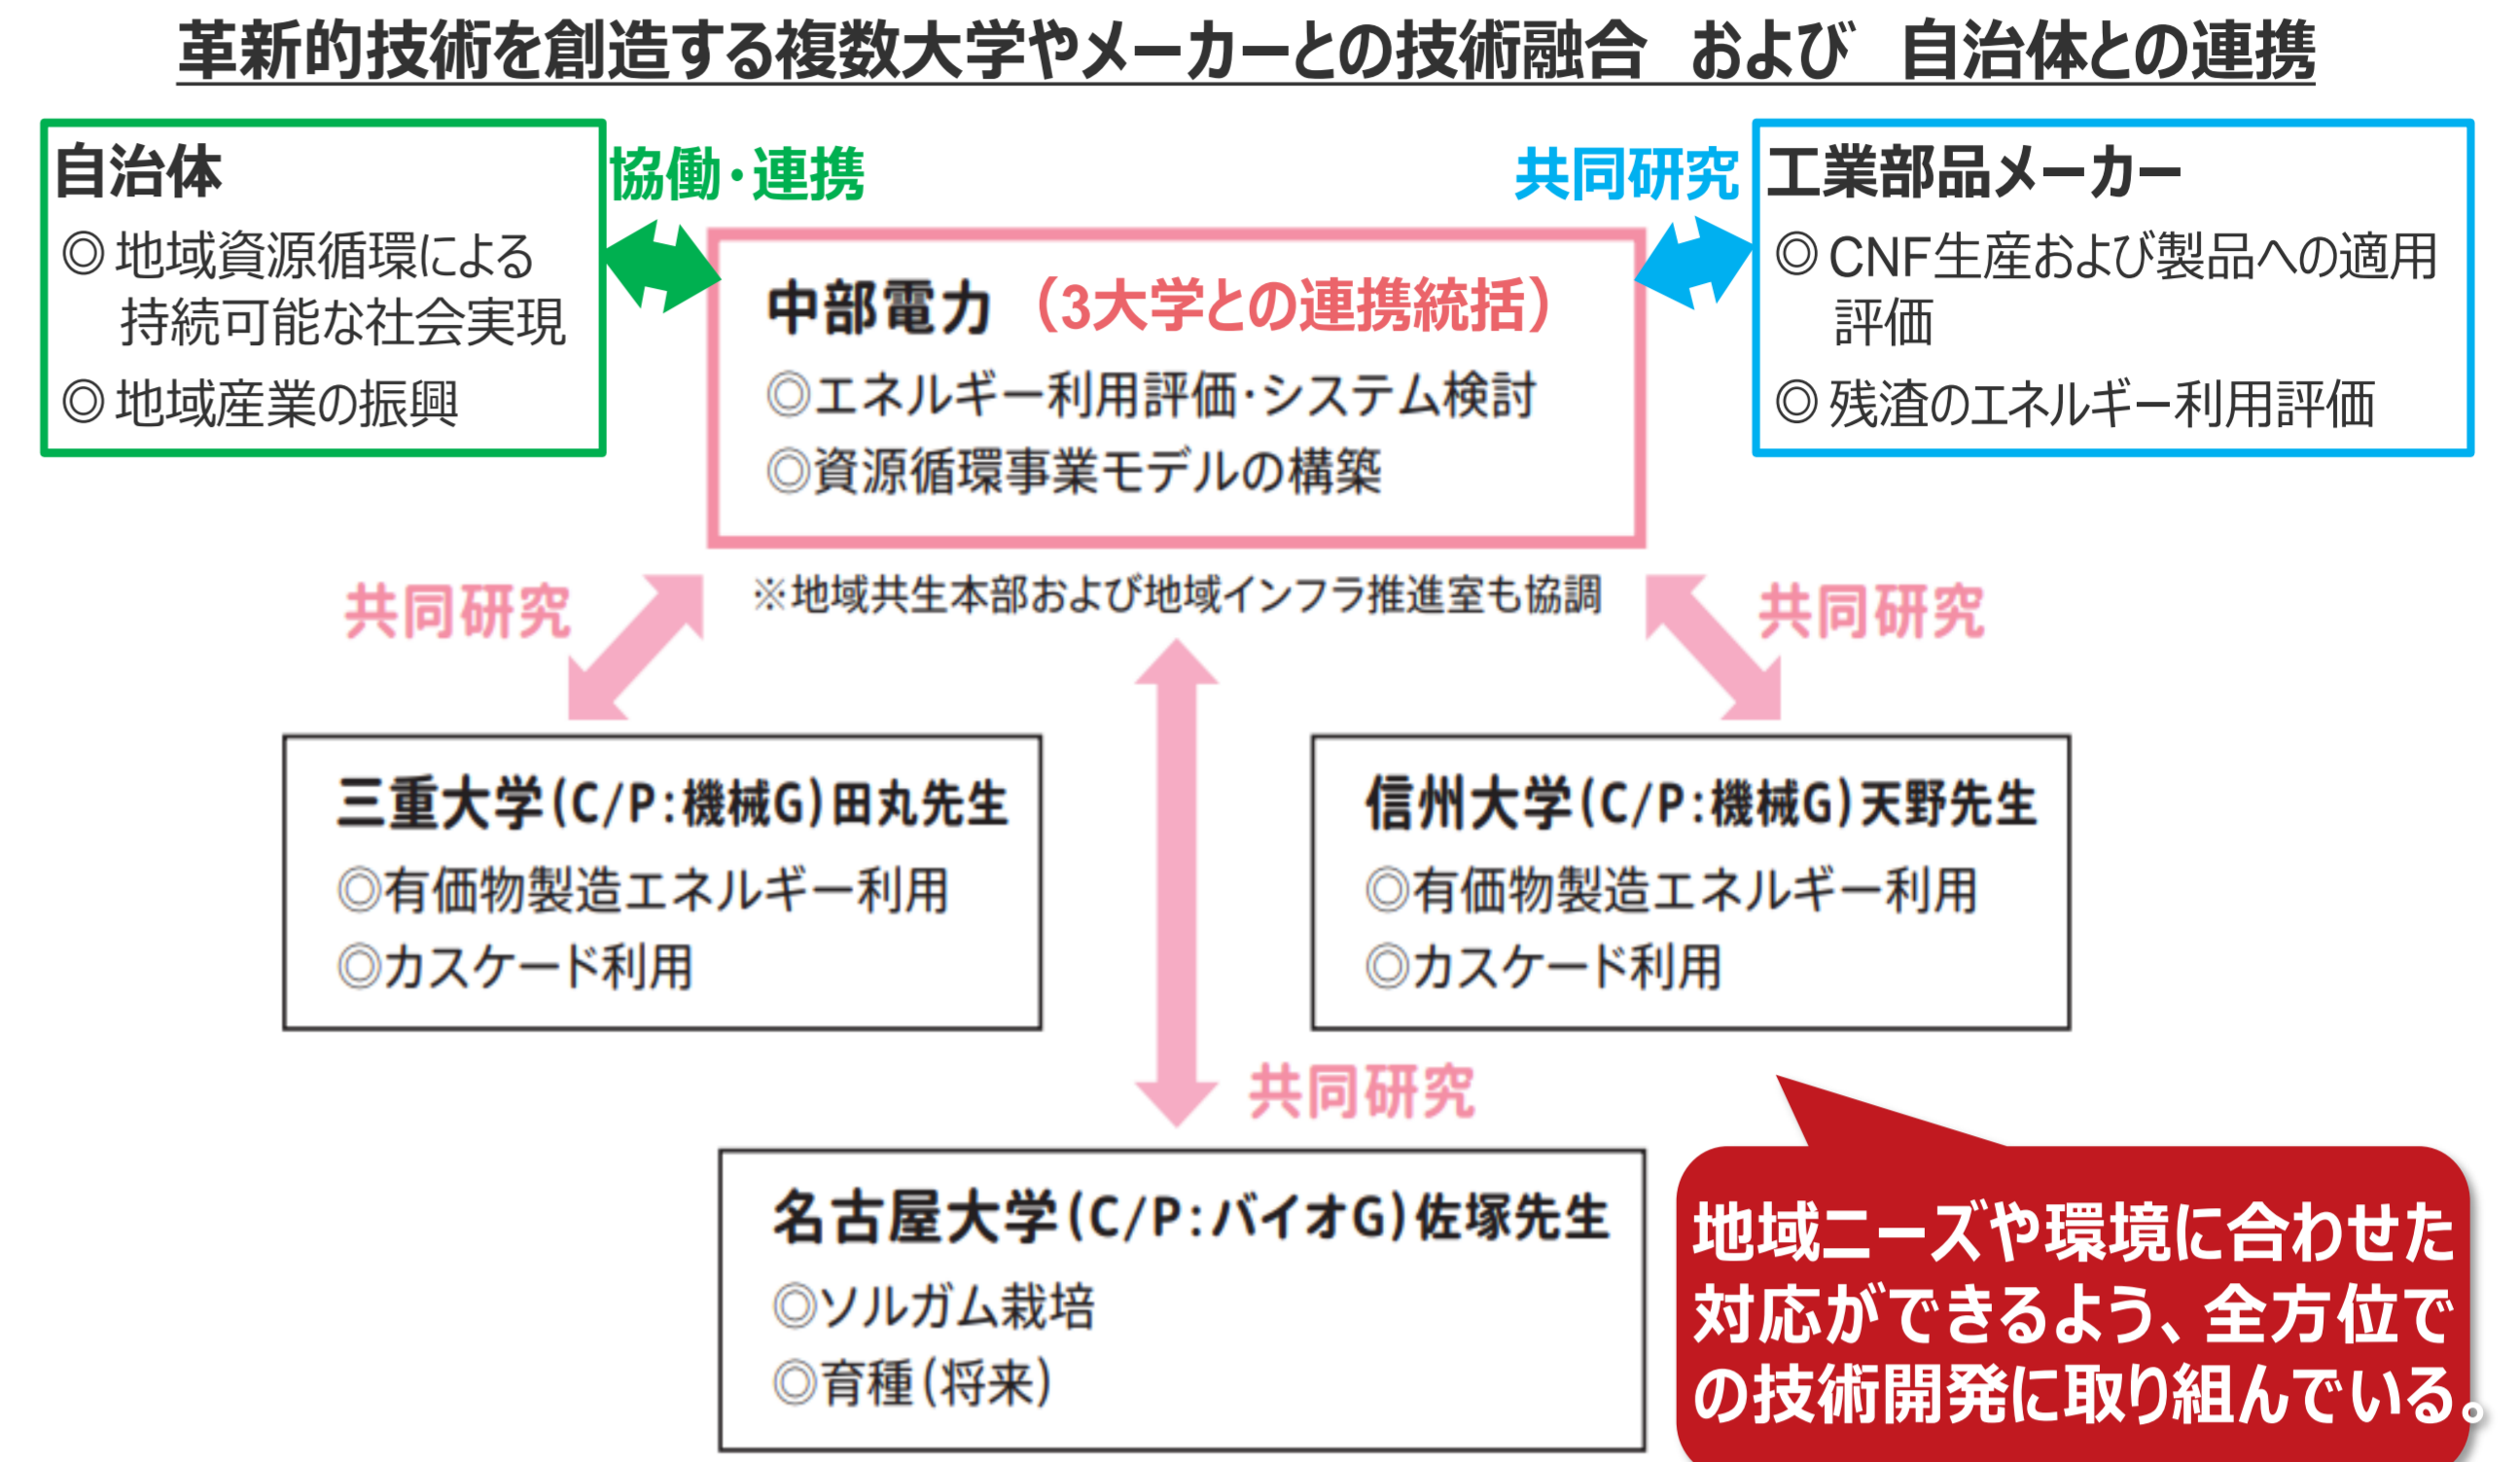 革新的技術を創造する複数大学やメーカーとの技術融合　および　自治体との連携
自治体
◎ 地域資源循環による
持続可能な社会実現
◎ 地域産業の振興
協働･連携
共同研究
工業部品メーカー
◎ CNF生産および製品への適用
評価
◎ 残渣のエネルギー利用評価
中部電力（3大学との連携統括）
◎エネルギー利用評価･システム検討
◎資源循環事業モデルの構築
※地域共生本部および地域インフラ推進室も協調
共同研究
共同研究
三重大学(C/P:機械G)田丸先生
◎有価物製造エネルギー利用
◎カスケード利用
信州大学(C/P:機械G)天野先生
◎有価物製造エネルギー利用
◎カスケード利用
共同研究
名古屋大学(C/P:バイオG)佐塚先生
◎ソルガム栽培
◎育種(将来)
地域ニーズや環境に合わせた
対応ができるよう、全方位で
の技術開発に取り組んでいる。